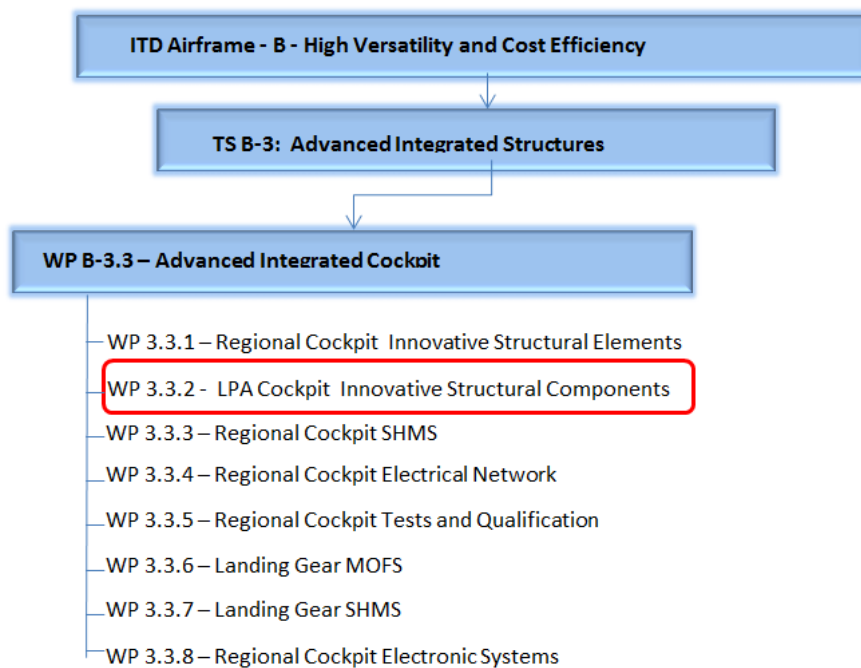 ITD Airframe - B - High Versatility and Cost Efficiency
TS B-3: Advanced Integrated Structures
WP B-3.3 – Advanced Integrated Cockpit
WP 3.3.1 – Regional Cockpit Innovative Structural Elements
WP 3.3.2 - LPA Cockpit Innovative Structural Components
WP 3.3.3 – Regional Cockpit SHMS
WP 3.3.4 – Regional Cockpit Electrical Network
WP 3.3.5 – Regional Cockpit Tests and Qualification
WP 3.3.6 – Landing Gear MOFS
WP 3.3.7 – Landing Gear SHMS
WP 3.3.8 – Regional Cockpit Electronic Systems